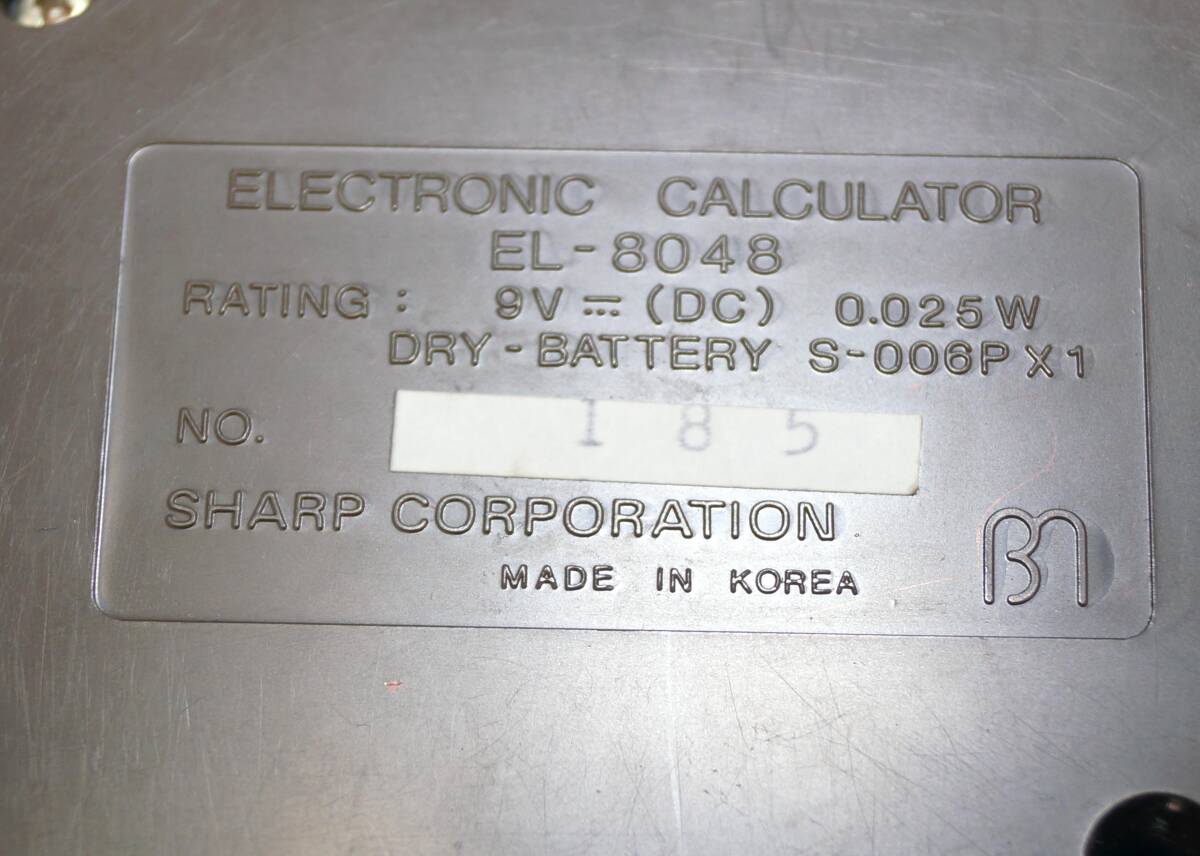 ELECTRONIC CALCULATOR
EL-8048
RATING : 9V ⎓ (DC) 0.025W
DRY-BATTERY S-006P X 1
NO. 185
SHARP CORPORATION
MADE IN KOREA